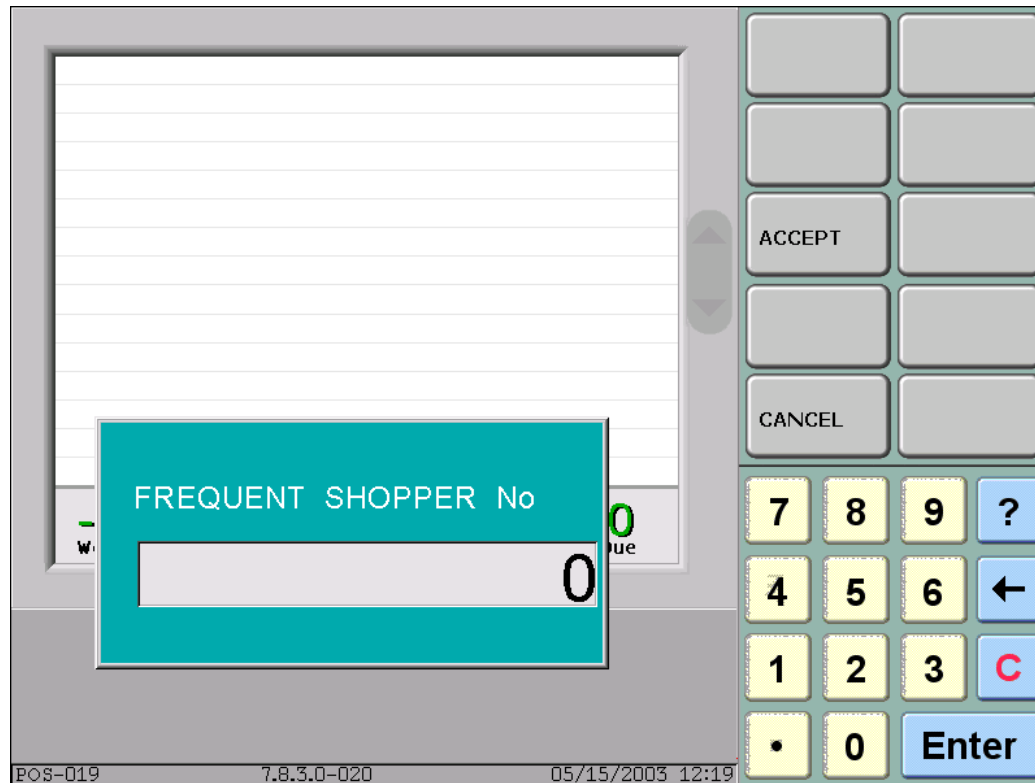 ACCEPT
CANCEL
FREQUENT SHOPPER No
0
0
7 8 9 ?
4 5 6 ←
1 2 3 C
. 0 Enter
POS-019 7.8.3.0-020 05/15/2003 12:19